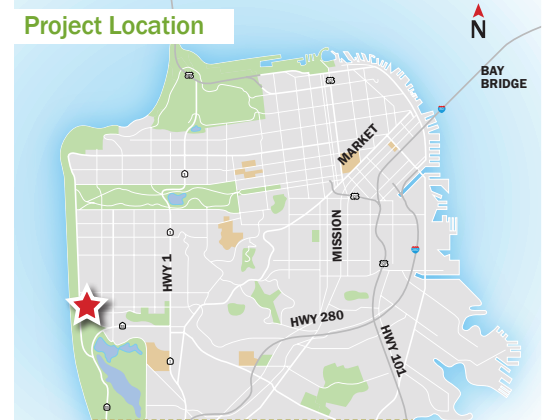 Project Location
N
BAY
BRIDGE
MARKET
MISSION
HWY 1
HWY 280
HWY 101